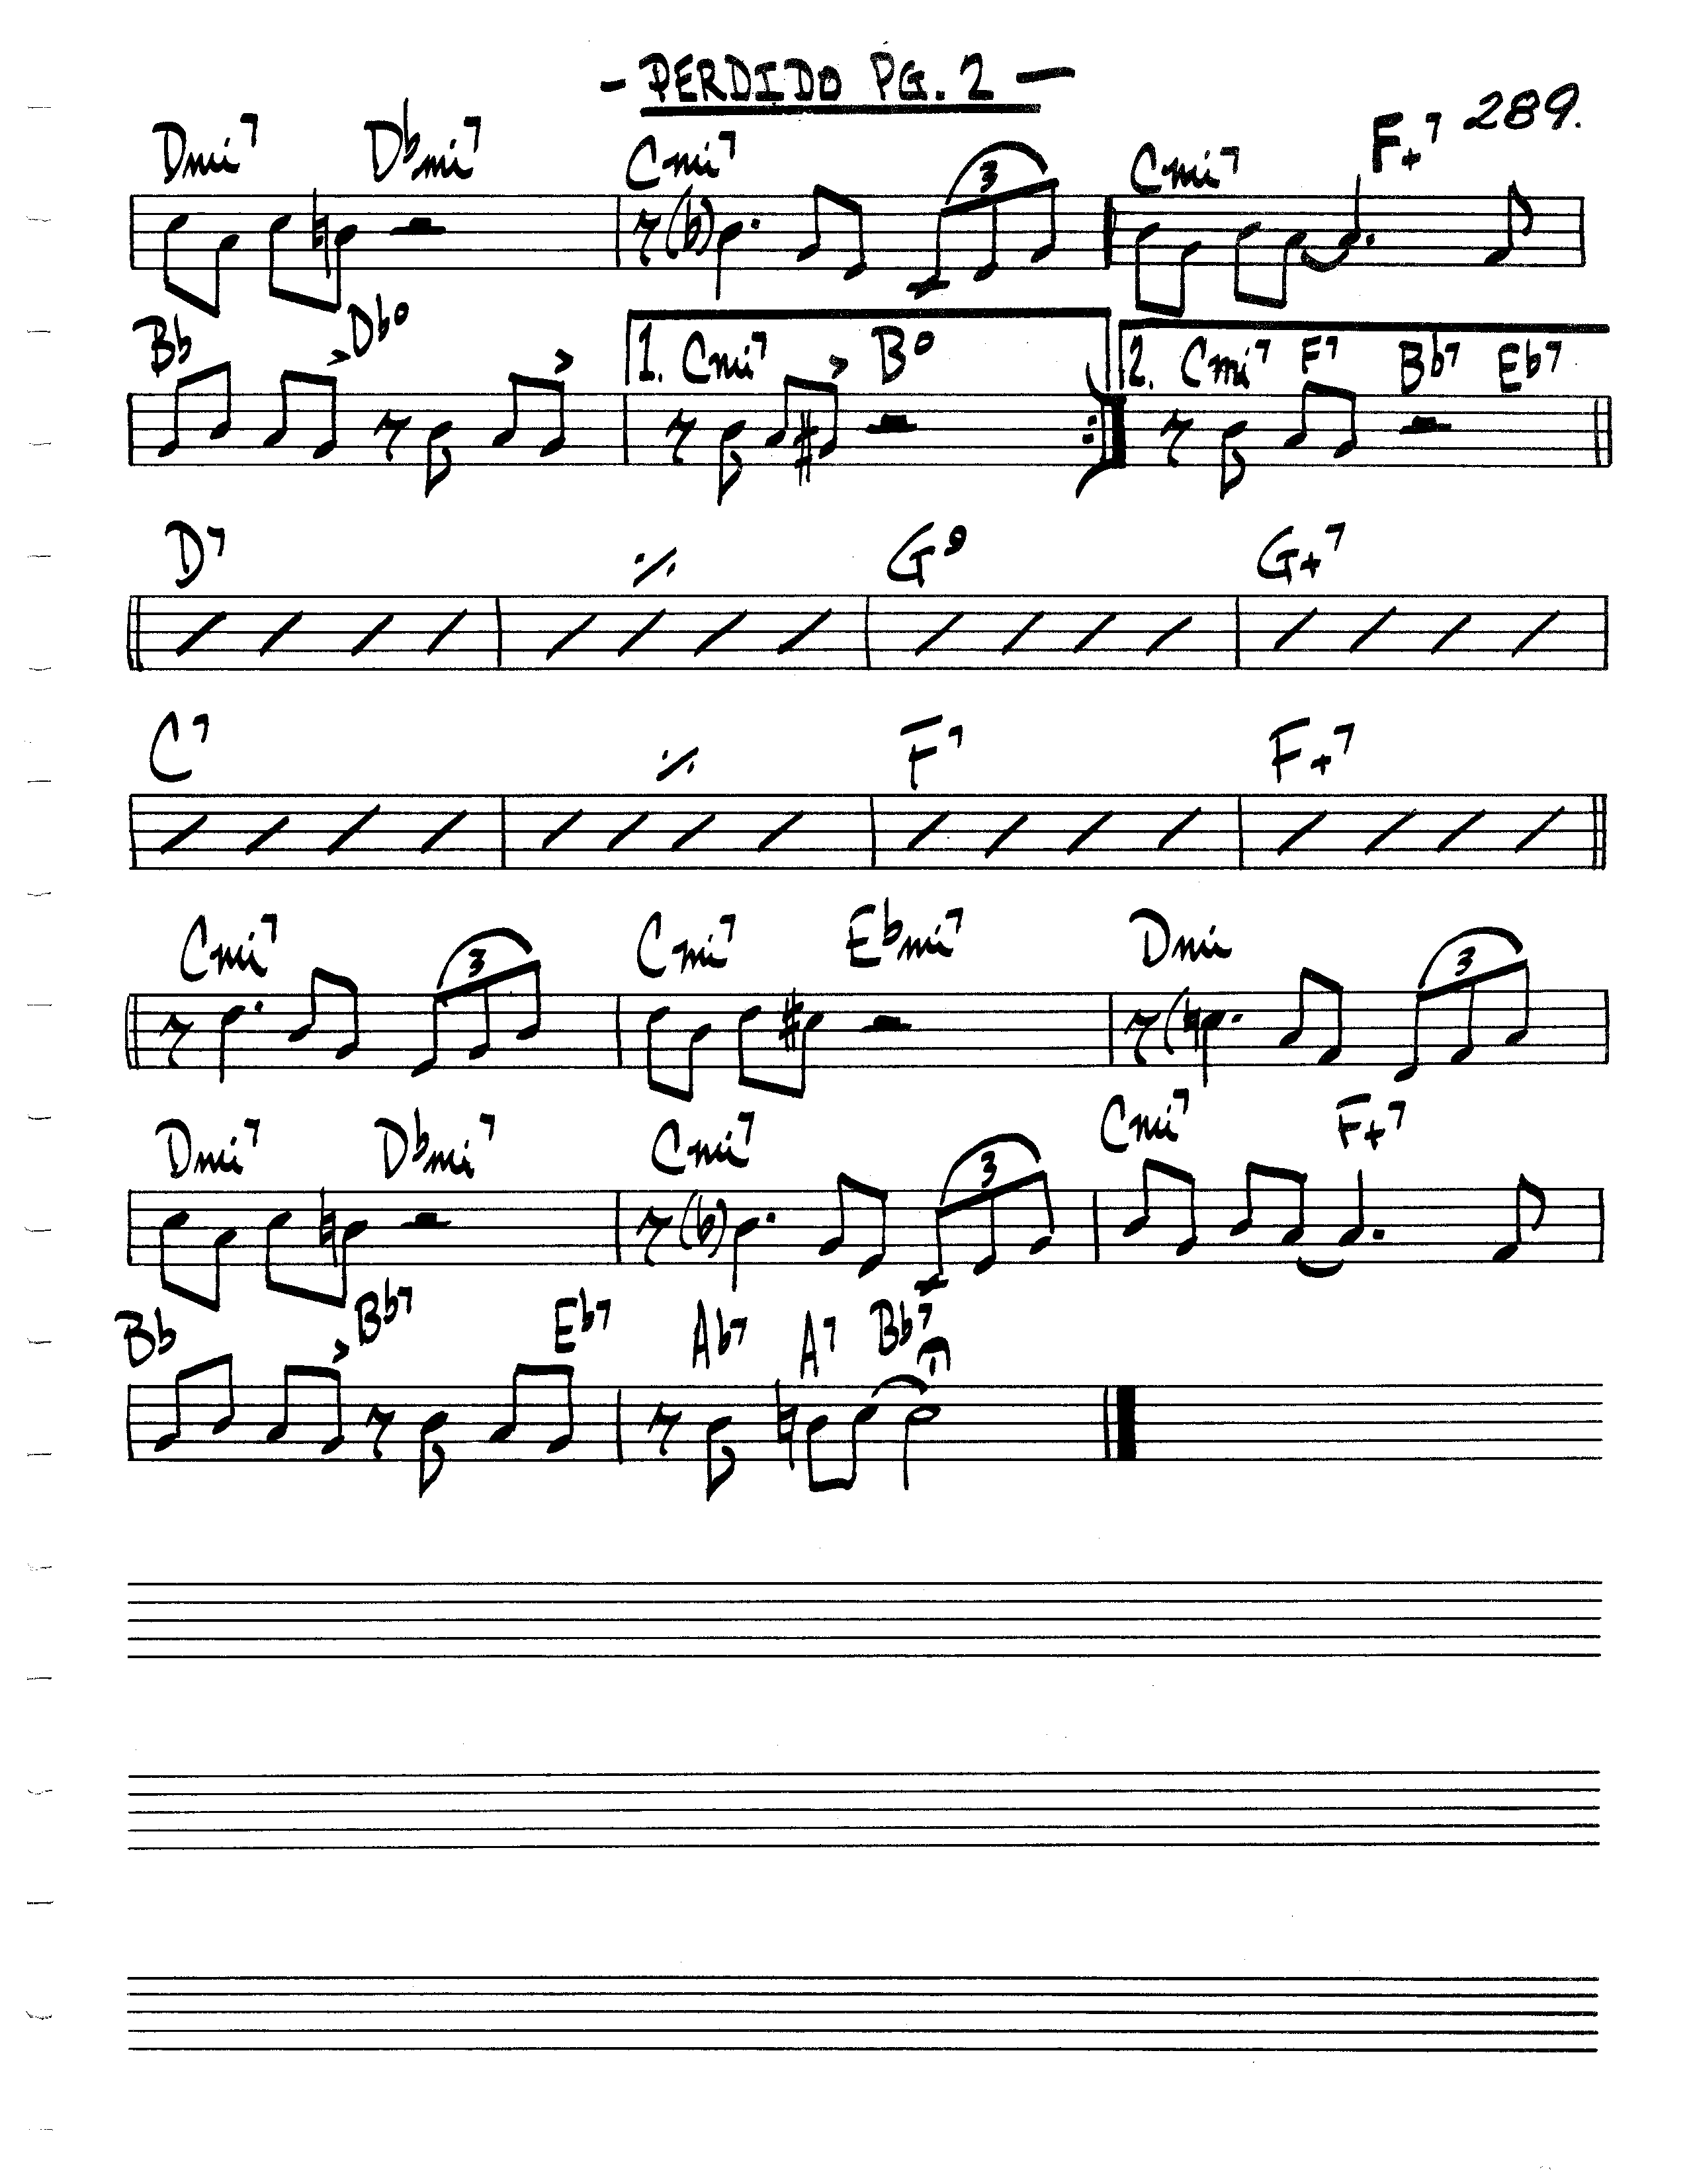 - PERDIDO PG. 2 -
289.
Dmi7 Dbmi7 Cmi7 Cmi7 F+7
3
Bb Dbo 1. Cmi7 Bo 2. Cmi7 F7 Bb7 Eb7
D7 ٪ G9 G+7
C7 ٪ F7 F+7
Cmi7 Cmi7 Ebmi7 Dmi
3 3
Dmi7 Dbmi7 Cmi7 Cmi7 F+7
3
Bb Bb7 Eb7 Ab7 A7 Bb7